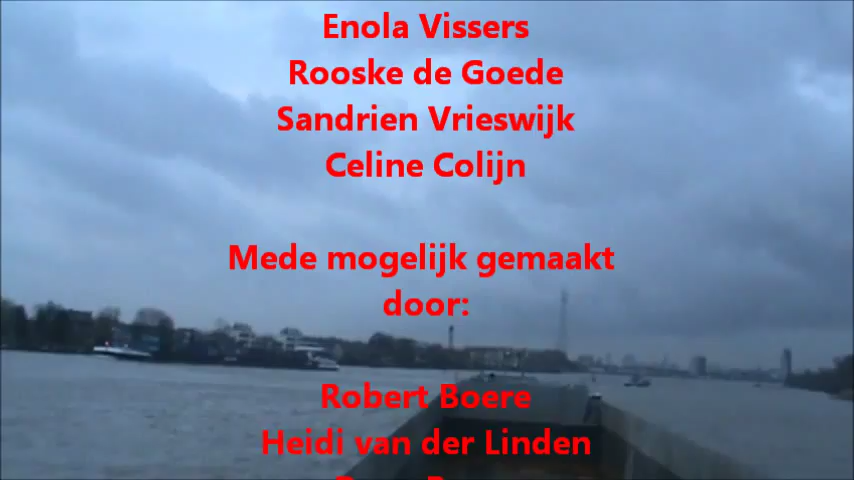 Enola Vissers
Rooske de Goede
Sandrien Vrieswijk
Celine Colijn
Mede mogelijk gemaakt
door:
Robert Boere
Heidi van der Linden